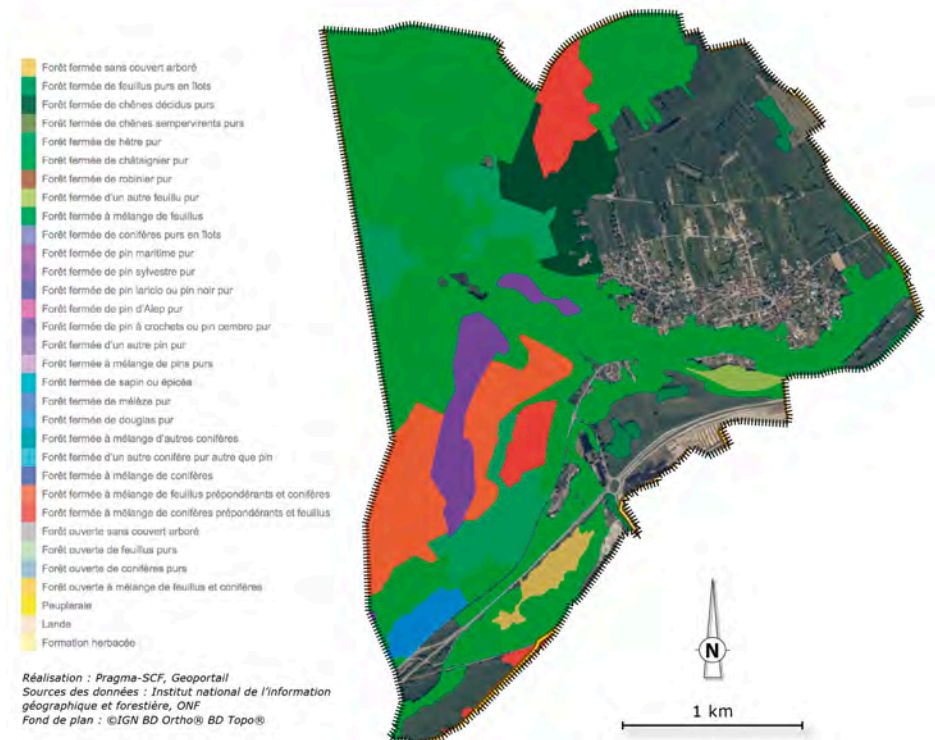 Forêt fermée sans couvert arboré
Forêt fermée de feuillus purs en îlots
Forêt fermée de chênes décidus purs
Forêt fermée de chênes sempervirents purs
Forêt fermée de hêtre pur
Forêt fermée de châtaignier pur
Forêt fermée de robinier pur
Forêt fermée d'un autre feuillu pur
Forêt fermée à mélange de feuillus
Forêt fermée de conifères purs en îlots
Forêt fermée de pin maritime pur
Forêt fermée de pin sylvestre pur
Forêt fermée de pin laricio ou pin noir pur
Forêt fermée de pin d'Alep pur
Forêt fermée de pin à crochets ou pin cembro pur
Forêt fermée d'un autre pin pur
Forêt fermée à mélange de pins purs
Forêt fermée de sapin ou épicéa
Forêt fermée de mélèze pur
Forêt fermée de douglas pur
Forêt fermée à mélange d'autres conifères
Forêt fermée d'un autre conifère pur autre que pin
Forêt fermée à mélange de conifères
Forêt fermée à mélange de feuillus prépondérants et conifères
Forêt fermée à mélange de conifères prépondérants et feuillus
Forêt ouverte sans couvert arboré
Forêt ouverte de feuillus purs
Forêt ouverte de conifères purs
Forêt ouverte à mélange de feuillus et conifères
Peupleraie
Lande
Formation herbacée
Réalisation : Pragma-SCF, Geoportail
Sources des données : Institut national de l'information
géographique et forestière, ONF
Fond de plan : ©IGN BD Ortho® BD Topo®
N
1 km